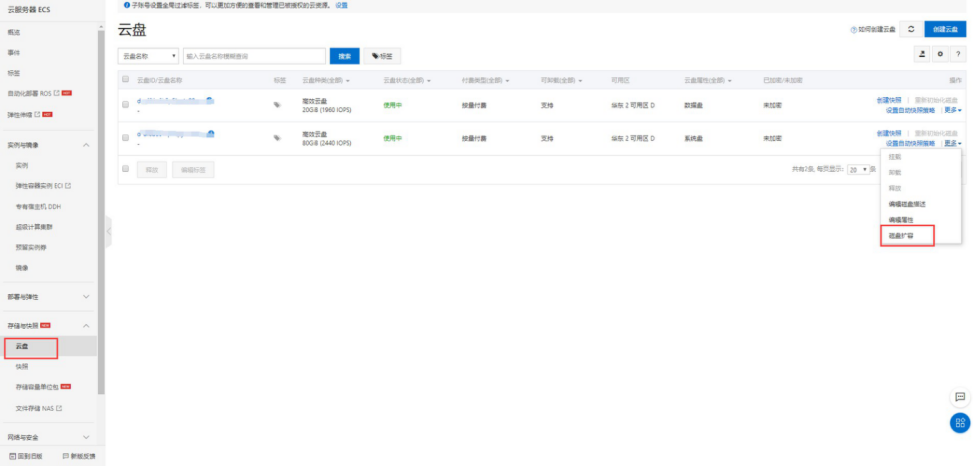 云服务器 ECS
子账号设置全局过滤标签，可以更加方便的查看和管理已被授权的云资源。 设置
概览
事件
标签
自动化部署 ROS
弹性伸缩
实例与镜像
实例
弹性容器实例 ECI
专有宿主机 DDH
超级计算集群
预留实例券
镜像
部署与弹性
存储与快照
云盘
快照
存储容量单位包
文件存储 NAS
网络与安全
回到旧版 新版反馈
云盘
如何创建云盘 创建云盘
云盘名称 输入云盘名称模糊查询 搜索 标签
?
云盘ID/云盘名称 标签 云盘种类(全部) 云盘状态(全部) 付费类型(全部) 可卸载(全部) 可用区 云盘属性(全部) 已加密/未加密 操作
高效云盘 20GiB (1960 IOPS) 使用中 按量付费 支持 华东 2 可用区 D 数据盘 未加密 创建快照 | 重新初始化磁盘
设置自动快照策略 | 更多
-
高效云盘 80GiB (2440 IOPS) 使用中 按量付费 支持 华东 2 可用区 D 系统盘 未加密 创建快照 | 重新初始化磁盘
设置自动快照策略 | 更多
-
释放 编辑标签 共有2条, 每页显示: 20 条
挂载
卸载
释放
编辑磁盘描述
编辑属性
磁盘扩容